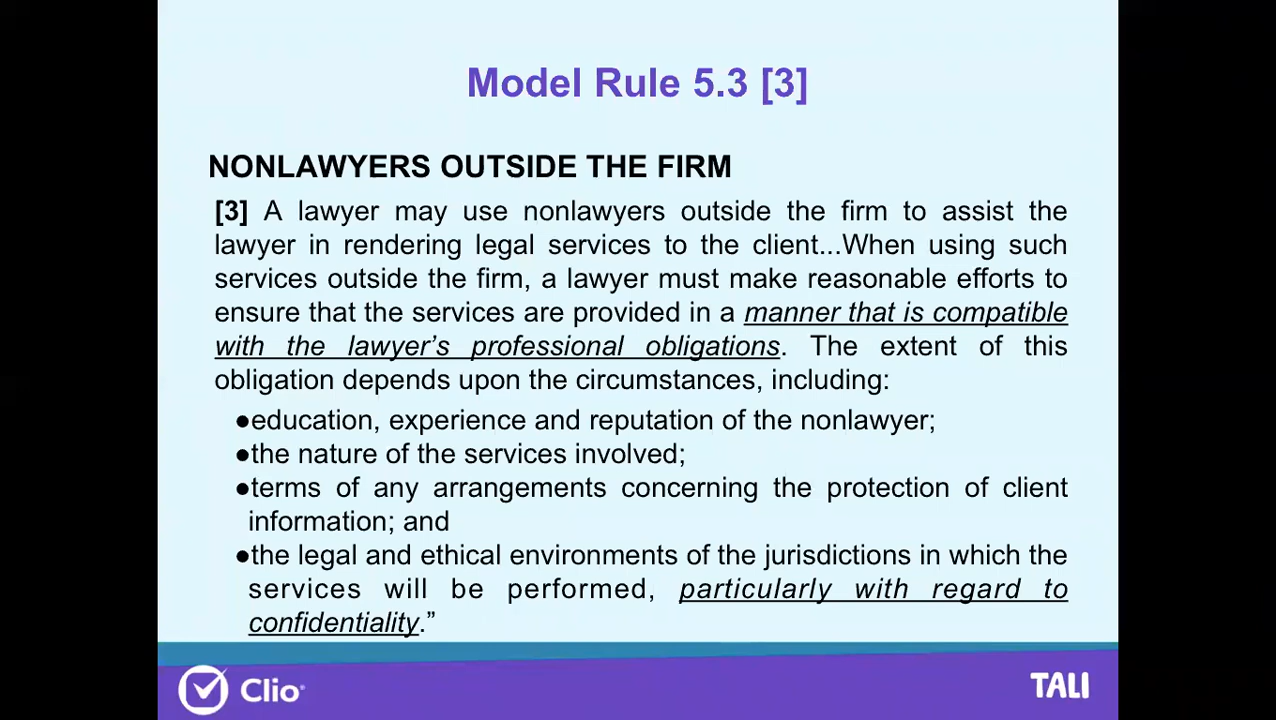 Model Rule 5.3 [3]
NONLAWYERS OUTSIDE THE FIRM
[3] A lawyer may use nonlawyers outside the firm to assist the
lawyer in rendering legal services to the client...When using such
services outside the firm, a lawyer must make reasonable efforts to
ensure that the services are provided in a manner that is compatible
with the lawyer’s professional obligations. The extent of this
obligation depends upon the circumstances, including:
●education, experience and reputation of the nonlawyer;
●the nature of the services involved;
●terms of any arrangements concerning the protection of client
information; and
●the legal and ethical environments of the jurisdictions in which the
services will be performed, particularly with regard to
confidentiality.”
Clio®
TALI